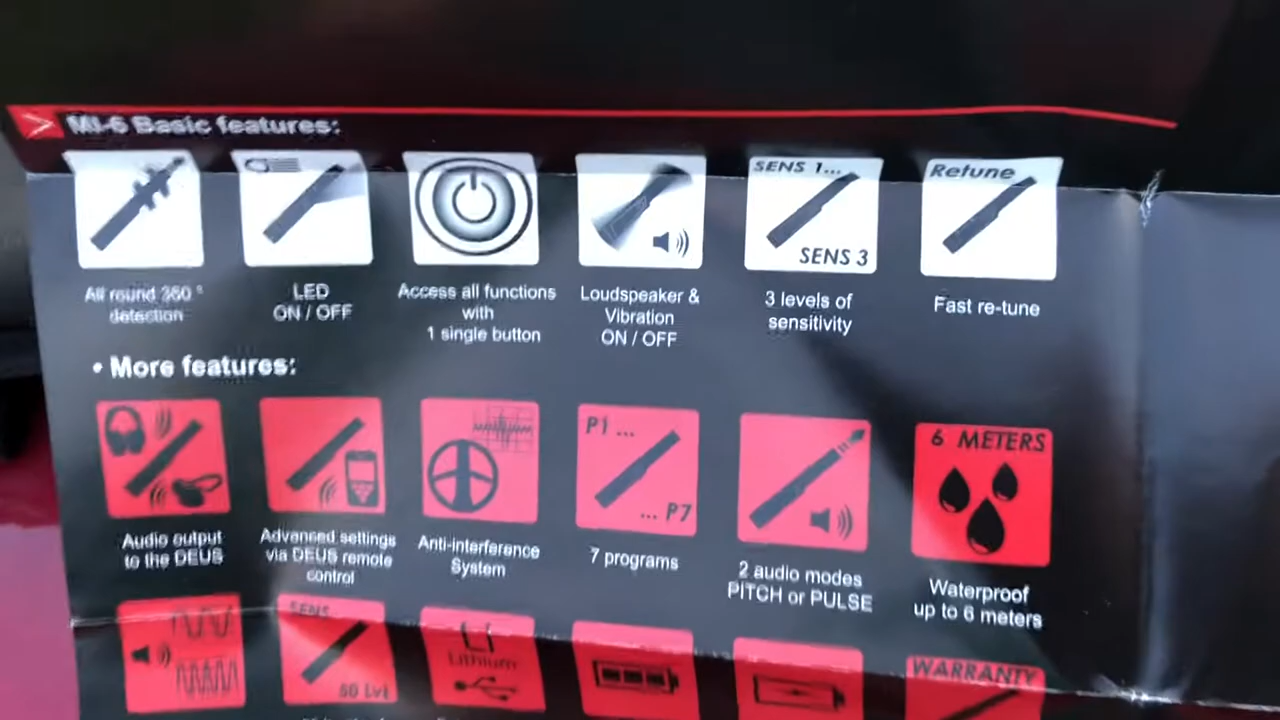 MI-6 Basic features:
SENS 1...
SENS 3
Retune
All round 360 °
detection
LED
ON / OFF
Access all functions
with
1 single button
Loudspeaker &
Vibration
ON / OFF
3 levels of
sensitivity
Fast re-tune
• More features:
P1 ...
... P7
6 METERS
Audio output
to the DEUS
Advanced settings
via DEUS remote
control
Anti-interference
System
7 programs
2 audio modes
PITCH or PULSE
Waterproof
up to 6 meters
SENS
50 Lvl
Lithium
WARRANTY